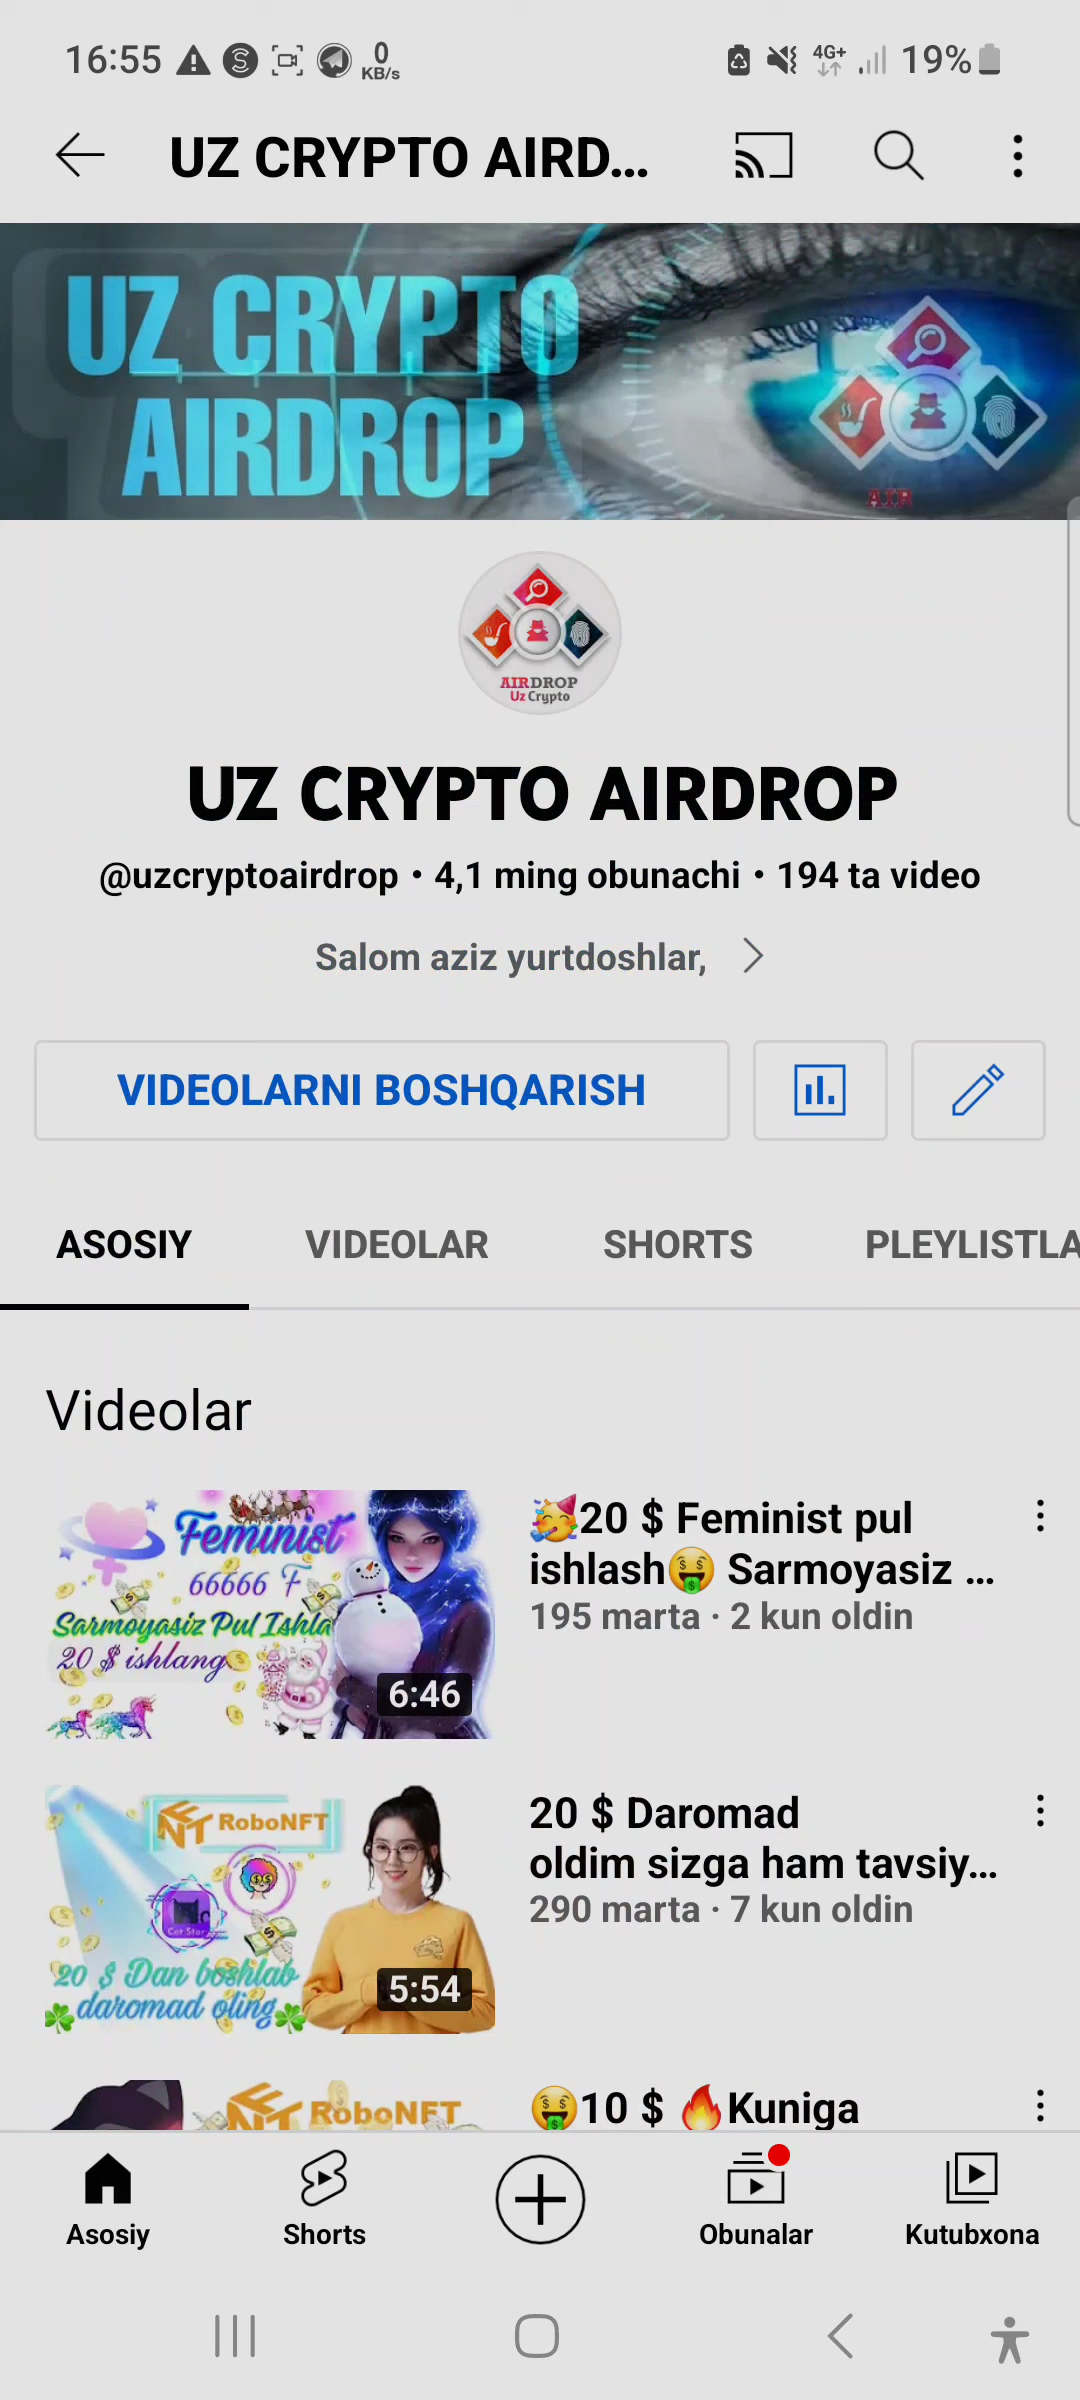 16:55
0
KB/s
4G+
19%
UZ CRYPTO AIRD...
UZ CRYPTO
AIRDROP
AIR
AIRDROP
Uz Crypto
UZ CRYPTO AIRDROP
@uzcryptoairdrop • 4,1 ming obunachi • 194 ta video
Salom aziz yurtdoshlar,
VIDEOLARNI BOSHQARISH
ASOSIY
VIDEOLAR
SHORTS
PLEYLISTLA
Videolar
Feminist
66666 F
Sarmoyasiz Pul Ishla
20 $ ishlang
6:46
🥳20 $ Feminist pul
ishlash🤑 Sarmoyasiz ...
195 marta · 2 kun oldin
NFT RoboNFT
Cat Star
20 $ Dan boshlab
daromad oling
5:54
20 $ Daromad
oldim sizga ham tavsiy...
290 marta · 7 kun oldin
NFT RoboNFT
🤑10 $ 🔥Kuniga
Asosiy
Shorts
Obunalar
Kutubxona